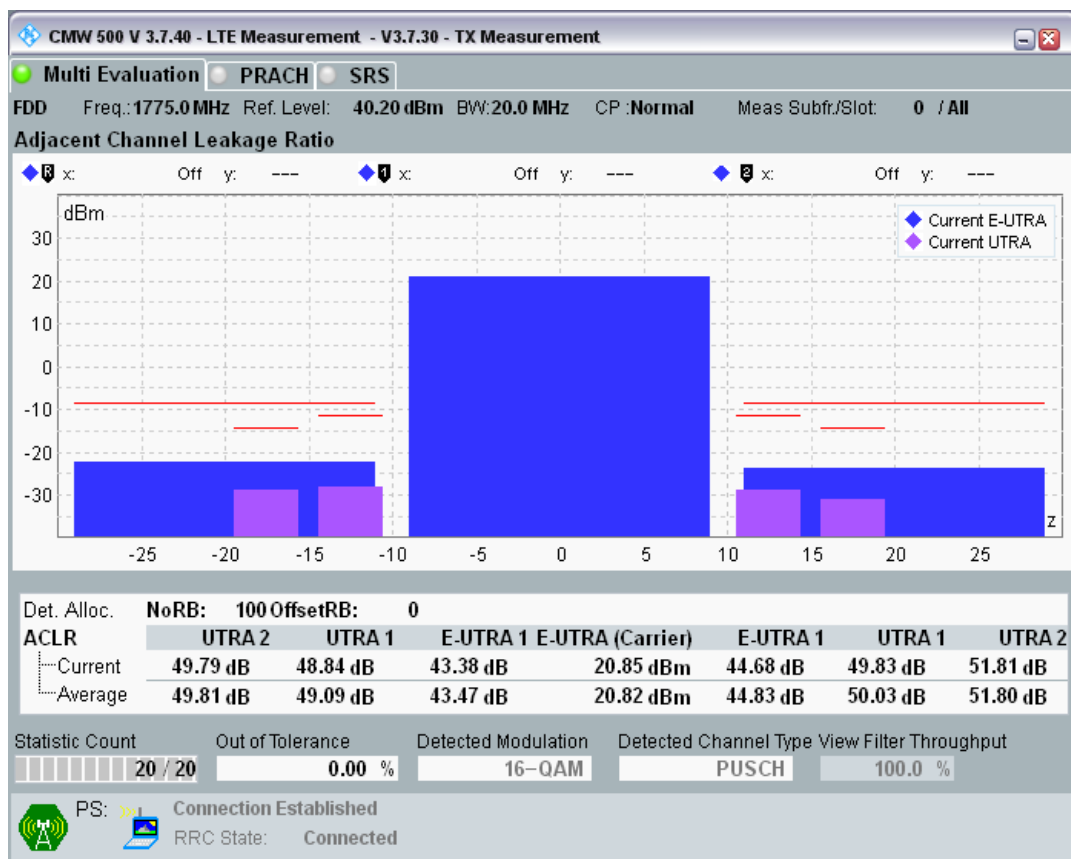 CMW 500 V 3.7.40 - LTE Measurement - V3.7.30 - TX Measurement
Multi Evaluation PRACH SRS
FDD Freq.: 1775.0 MHz Ref. Level: 40.20 dBm BW: 20.0 MHz CP : Normal Meas Subfr./Slot: 0 / All
Adjacent Channel Leakage Ratio
R x: Off y: --- 1 x: Off y: --- 2 x: Off y: ---
dBm
Current E-UTRA
Current UTRA
30
20
10
0
-10
-20
-30
z
-25 -20 -15 -10 -5 0 5 10 15 20 25
Det. Alloc. NoRB: 100 OffsetRB: 0
ACLR UTRA 2 UTRA 1 E-UTRA 1 E-UTRA (Carrier) E-UTRA 1 UTRA 1 UTRA 2
Current 49.79 dB 48.84 dB 43.38 dB 20.85 dBm 44.68 dB 49.83 dB 51.81 dB
Average 49.81 dB 49.09 dB 43.47 dB 20.82 dBm 44.83 dB 50.03 dB 51.80 dB
Statistic Count Out of Tolerance Detected Modulation Detected Channel Type View Filter Throughput
20 / 20 0.00 % 16-QAM PUSCH 100.0 %
PS: Connection Established
RRC State: Connected